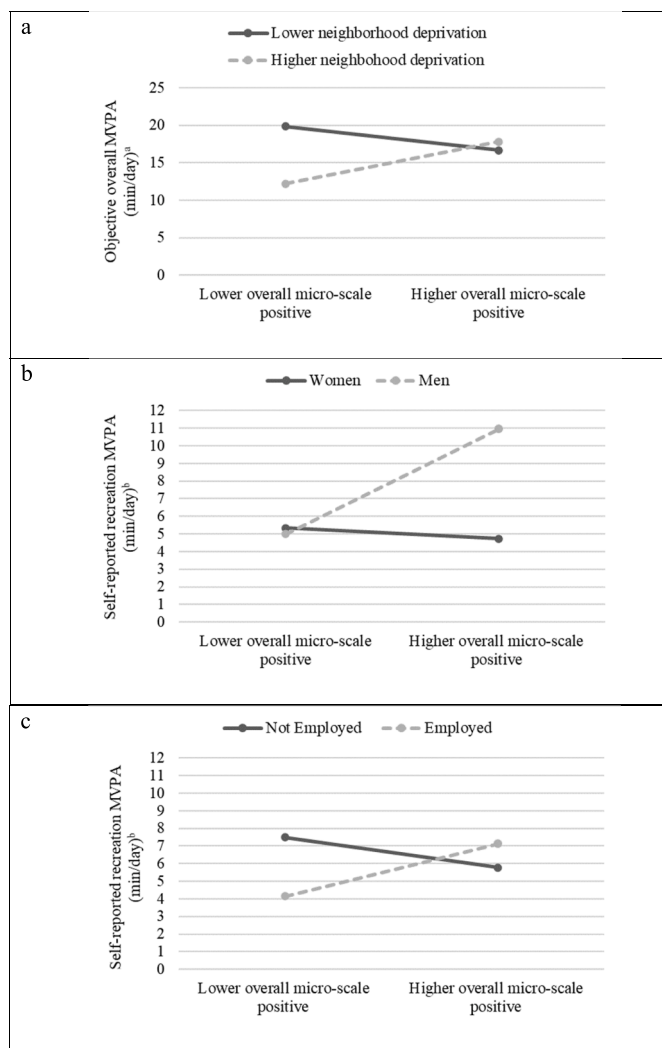 a
Lower neighborhood deprivation
Higher neighbohood deprivation
Objective overall MVPA
(min/day)ᵃ
25
20
15
10
5
0
Lower overall micro-scale
positive
Higher overall micro-scale
positive
b
Women Men
Self-reported recreation MVPA
(min/day)ᵇ
12
11
10
9
8
7
6
5
4
3
2
1
0
Lower overall micro-scale
positive
Higher overall micro-scale
positive
c
Not Employed Employed
Self-reported recreation MVPA
(min/day)ᵇ
12
11
10
9
8
7
6
5
4
3
2
1
0
Lower overall micro-scale
positive
Higher overall micro-scale
positive